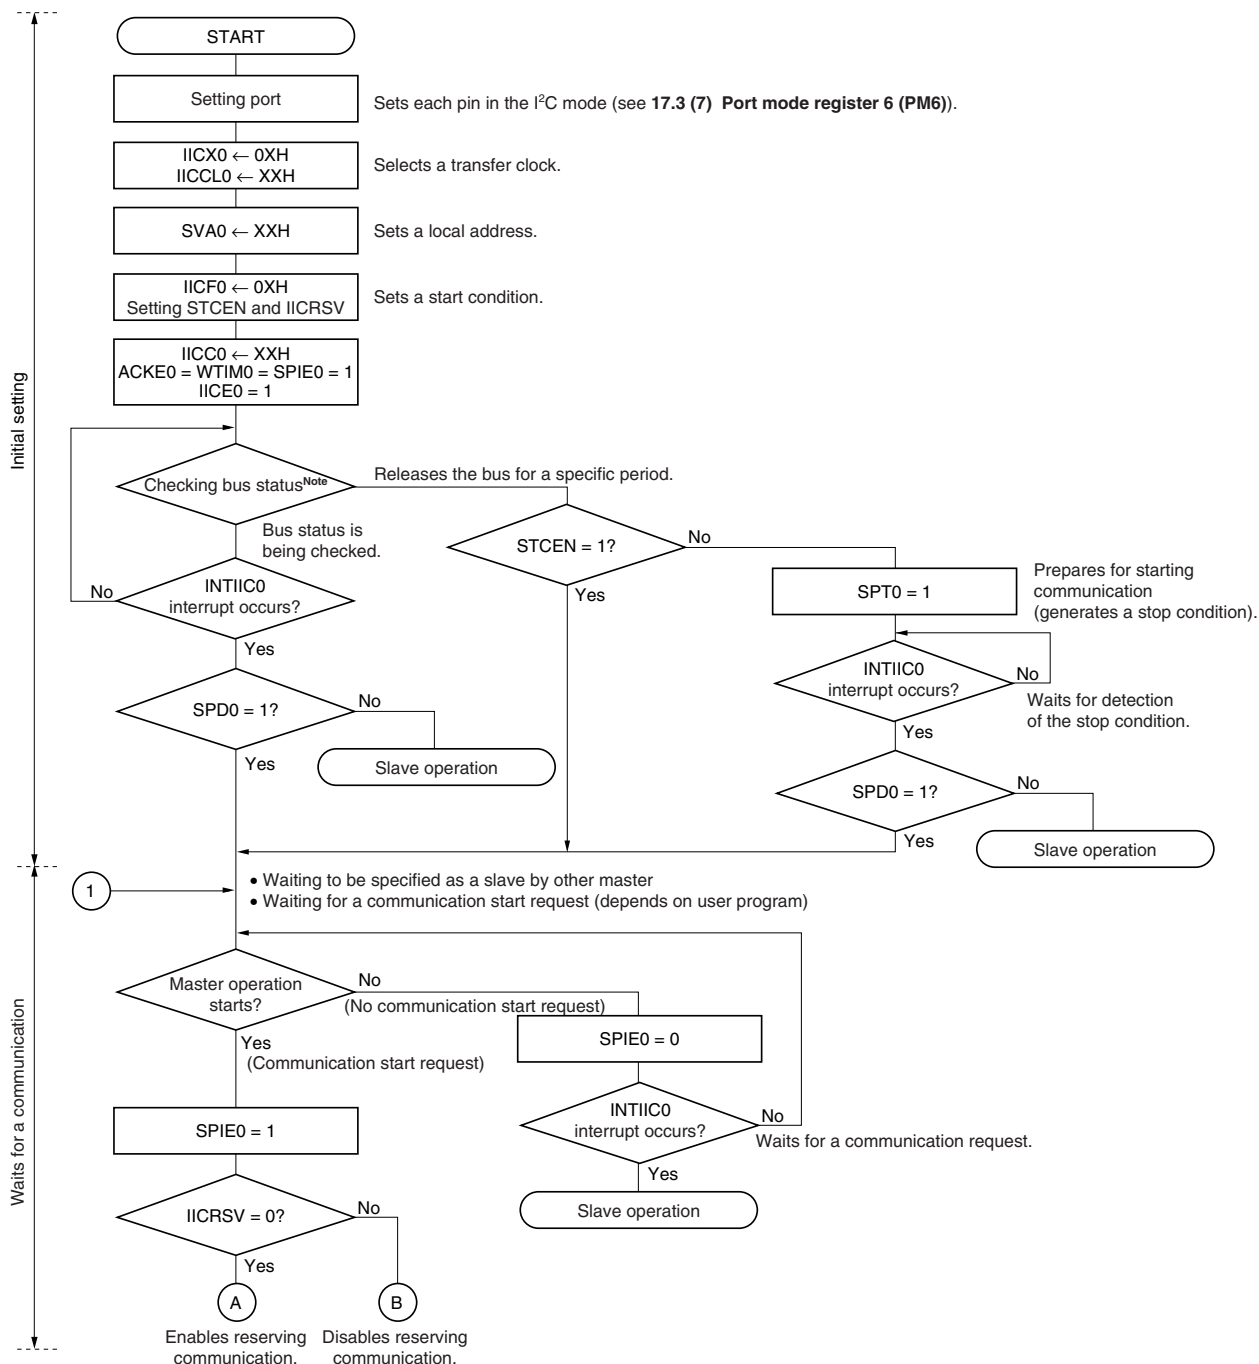 START
Setting port
Sets each pin in the I²C mode (see 17.3 (7) Port mode register 6 (PM6)).
IICX0 ← 0XH
IICCL0 ← XXH
Selects a transfer clock.
SVA0 ← XXH
Sets a local address.
IICF0 ← 0XH
Setting STCEN and IICRSV
Sets a start condition.
IICC0 ← XXH
ACKE0 = WTIM0 = SPIE0 = 1
IICE0 = 1
Initial setting
Checking bus statusNote
Releases the bus for a specific period.
Bus status is
being checked.
STCEN = 1?
No
Yes
INTIIC0
interrupt occurs?
No
Yes
SPT0 = 1
Prepares for starting
communication
(generates a stop condition).
INTIIC0
interrupt occurs?
No
Waits for detection
of the stop condition.
Yes
SPD0 = 1?
No
Yes
Slave operation
SPD0 = 1?
No
Yes
Slave operation
1
• Waiting to be specified as a slave by other master
• Waiting for a communication start request (depends on user program)
Waits for a communication
Master operation
starts?
No
(No communication start request)
Yes
(Communication start request)
SPIE0 = 0
INTIIC0
interrupt occurs?
No
Waits for a communication request.
Yes
Slave operation
SPIE0 = 1
IICRSV = 0?
No
Yes
A
B
Enables reserving
communication.
Disables reserving
communication.